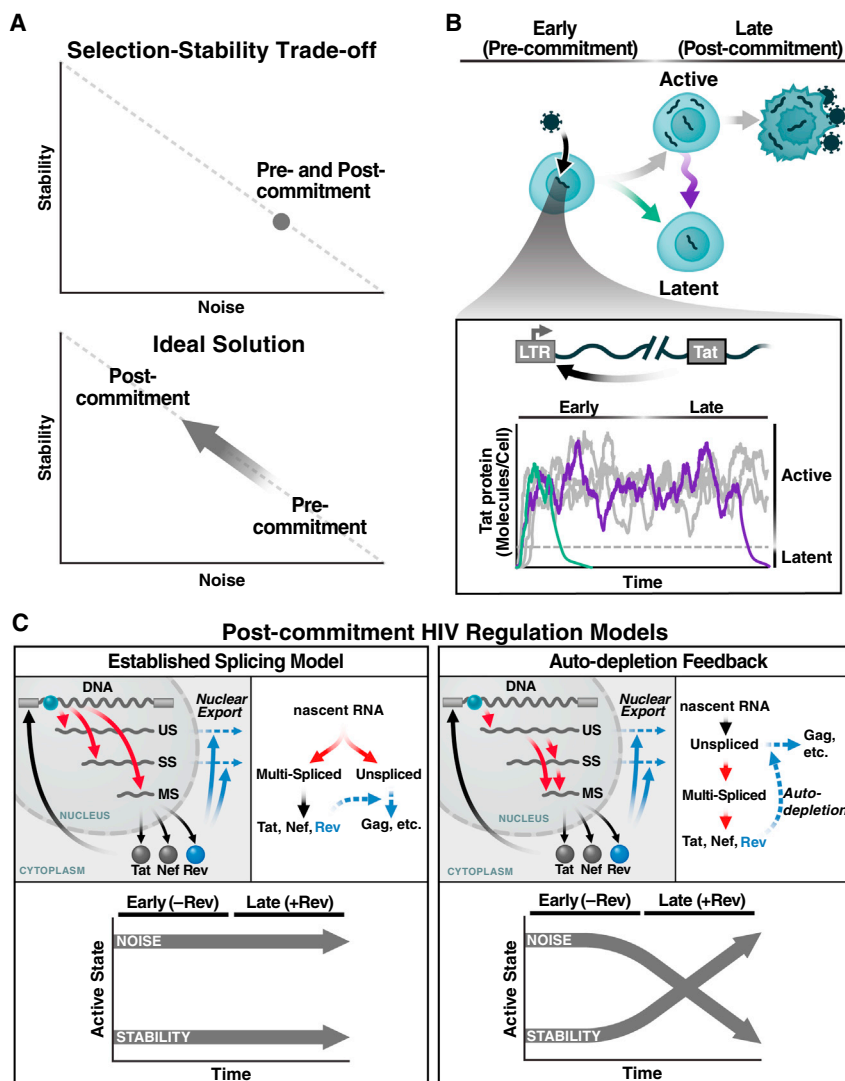 A
Selection-Stability Trade-off
Stability
Pre- and Post-
commitment
Noise
Ideal Solution
Stability
Post-
commitment
Pre-
commitment
Noise
B
Early
(Pre-commitment)
Late
(Post-commitment)
Active
Latent
LTR
Tat
Early
Late
Tat protein
(Molecules/Cell)
Active
Latent
Time
C
Post-commitment HIV Regulation Models
Established Splicing Model
DNA
Nuclear
Export
US
SS
MS
NUCLEUS
CYTOPLASM
Tat Nef Rev
nascent RNA
Multi-Spliced
Unspliced
Tat, Nef, Rev
Gag, etc.
Early (–Rev)
Late (+Rev)
Active State
NOISE
STABILITY
Time
Auto-depletion Feedback
DNA
Nuclear
Export
US
SS
MS
NUCLEUS
CYTOPLASM
Tat Nef Rev
nascent RNA
Unspliced
Gag,
etc.
Multi-Spliced
Auto-
depletion
Tat, Nef, Rev
Early (–Rev)
Late (+Rev)
Active State
NOISE
STABILITY
Time